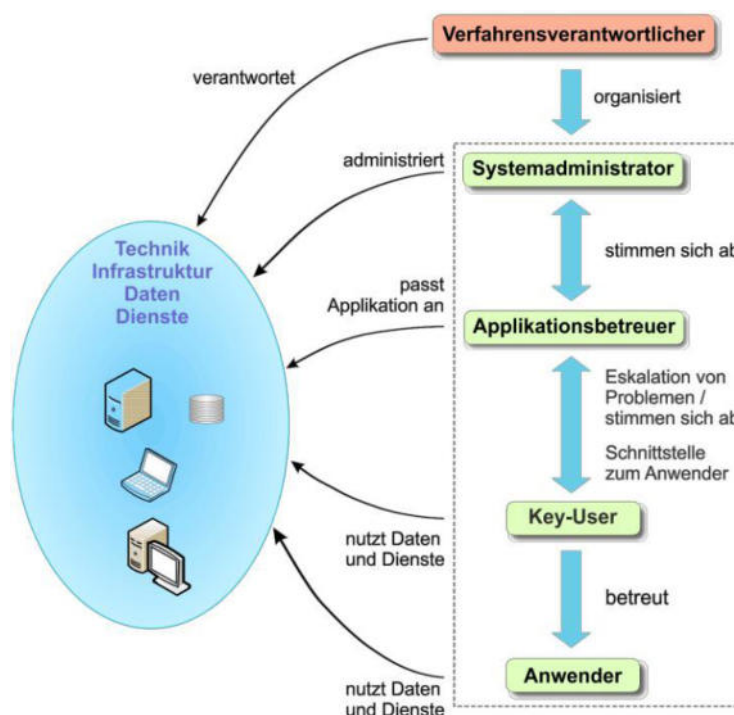 Verfahrensverantwortlicher
verantwortet
organisiert
administriert
Systemadministrator
Technik
Infrastruktur
Daten
Dienste
stimmen sich ab
passt
Applikation an
Applikationsbetreuer
Eskalation von
Problemen /
stimmen sich ab
Schnittstelle
zum Anwender
Key-User
nutzt Daten
und Dienste
betreut
Anwender
nutzt Daten
und Dienste